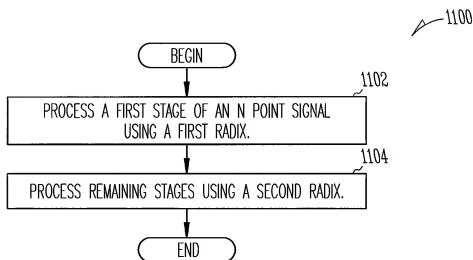 1100
BEGIN
1102
PROCESS A FIRST STAGE OF AN N POINT SIGNAL
USING A FIRST RADIX.
1104
PROCESS REMAINING STAGES USING A SECOND RADIX.
END